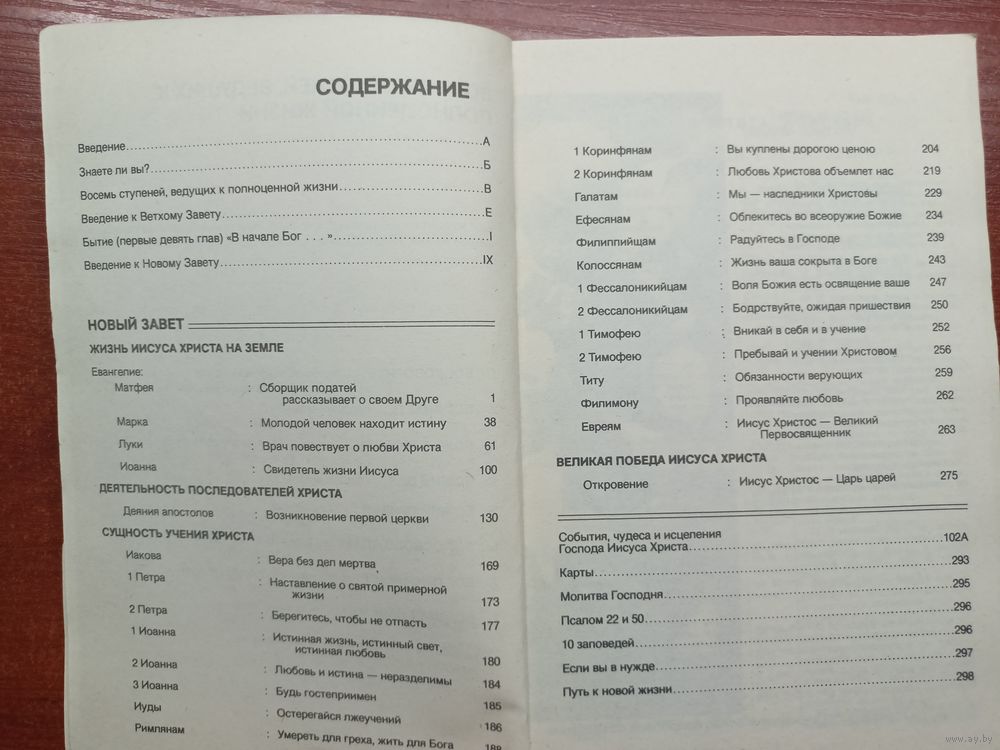 СОДЕРЖАНИЕ
Введение.....А
Знаете ли вы?.....Б
Восемь ступеней, ведущих к полноценной жизни.....В
Введение к Ветхому Завету.....Е
Бытие (первые девять глав) «В начале Бог . . . ».....I
Введение к Новому Завету.....IX
НОВЫЙ ЗАВЕТ
ЖИЗНЬ ИИСУСА ХРИСТА НА ЗЕМЛЕ
Евангелие:
Матфея : Сборщик податей
рассказывает о своем Друге 1
Марка : Молодой человек находит истину 38
Луки : Врач повествует о любви Христа 61
Иоанна : Свидетель жизни Иисуса 100
ДЕЯТЕЛЬНОСТЬ ПОСЛЕДОВАТЕЛЕЙ ХРИСТА
Деяния апостолов : Возникновение первой церкви 130
СУЩНОСТЬ УЧЕНИЯ ХРИСТА
Иакова : Вера без дел мертва 169
1 Петра : Наставление о святой примерной
жизни 173
2 Петра : Берегитесь, чтобы не отпасть 177
1 Иоанна : Истинная жизнь, истинный свет,
истинная любовь 180
2 Иоанна : Любовь и истина — неразделимы 184
3 Иоанна : Будь гостеприимен 185
Иуды : Остерегайся лжеучений 186
Римлянам : Умереть для греха, жить для Бога 188
1 Коринфянам : Вы куплены дорогою ценою 204
2 Коринфянам : Любовь Христова объемлет нас 219
Галатам : Мы — наследники Христовы 229
Ефесянам : Облекитесь во всеоружие Божие 234
Филиппийцам : Радуйтесь в Господе 239
Колоссянам : Жизнь ваша сокрыта в Боге 243
1 Фессалоникийцам : Воля Божия есть освящение ваше 247
2 Фессалоникийцам : Бодрствуйте, ожидая пришествия 250
1 Тимофею : Вникай в себя и в учение 252
2 Тимофею : Пребывай и учении Христовом 256
Титу : Обязанности верующих 259
Филимону : Проявляйте любовь 262
Евреям : Иисус Христос — Великий
Первосвященник 263
ВЕЛИКАЯ ПОБЕДА ИИСУСА ХРИСТА
Откровение : Иисус Христос — Царь царей 275
События, чудеса и исцеления
Господа Иисуса Христа.....102А
Карты.....293
Молитва Господня.....295
Псалом 22 и 50.....296
10 заповедей.....296
Если вы в нужде.....297
Путь к новой жизни.....298
www.ay.by